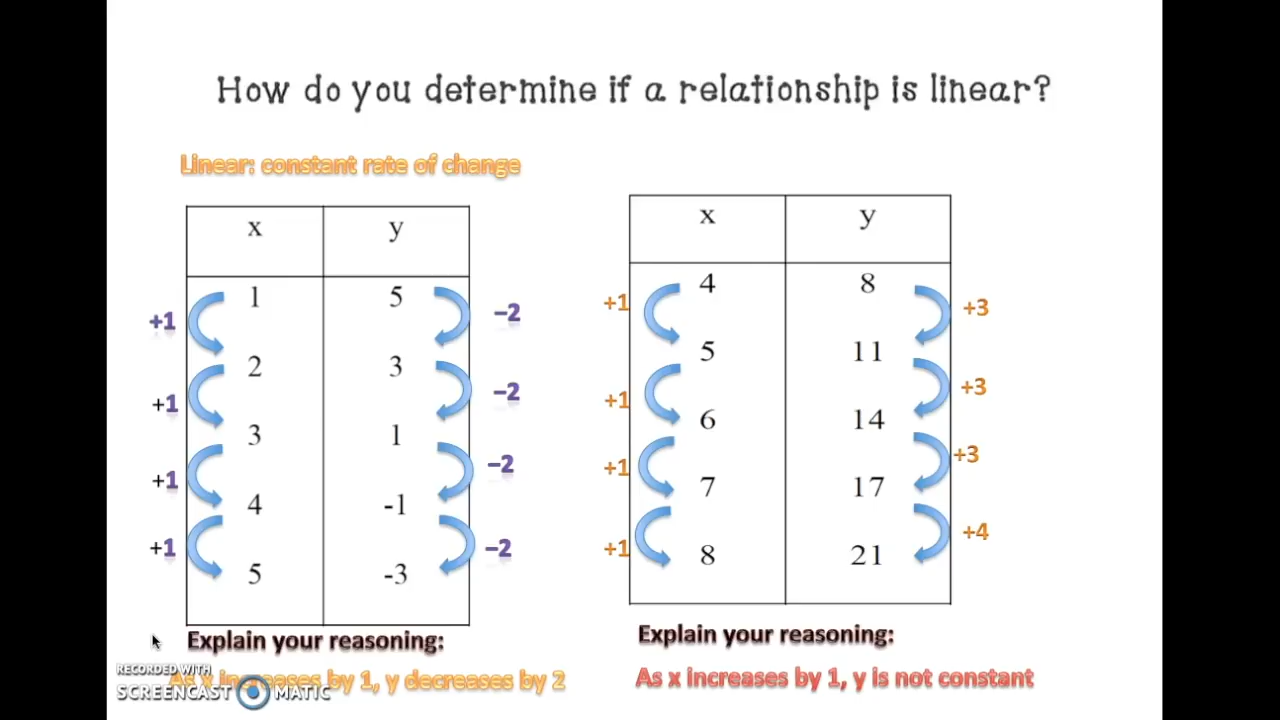 How do you determine if a relationship is linear?
Linear: constant rate of change
x y
1 5
+1 −2
2 3
+1 −2
3 1
+1 −2
4 -1
+1 −2
5 -3
Explain your reasoning:
As x increases by 1, y decreases by 2
x y
4 8
+1 +3
5 11
+1 +3
6 14
+1 +3
7 17
+1 +4
8 21
Explain your reasoning:
As x increases by 1, y is not constant
RECORDED WITH
SCREENCAST MATIC